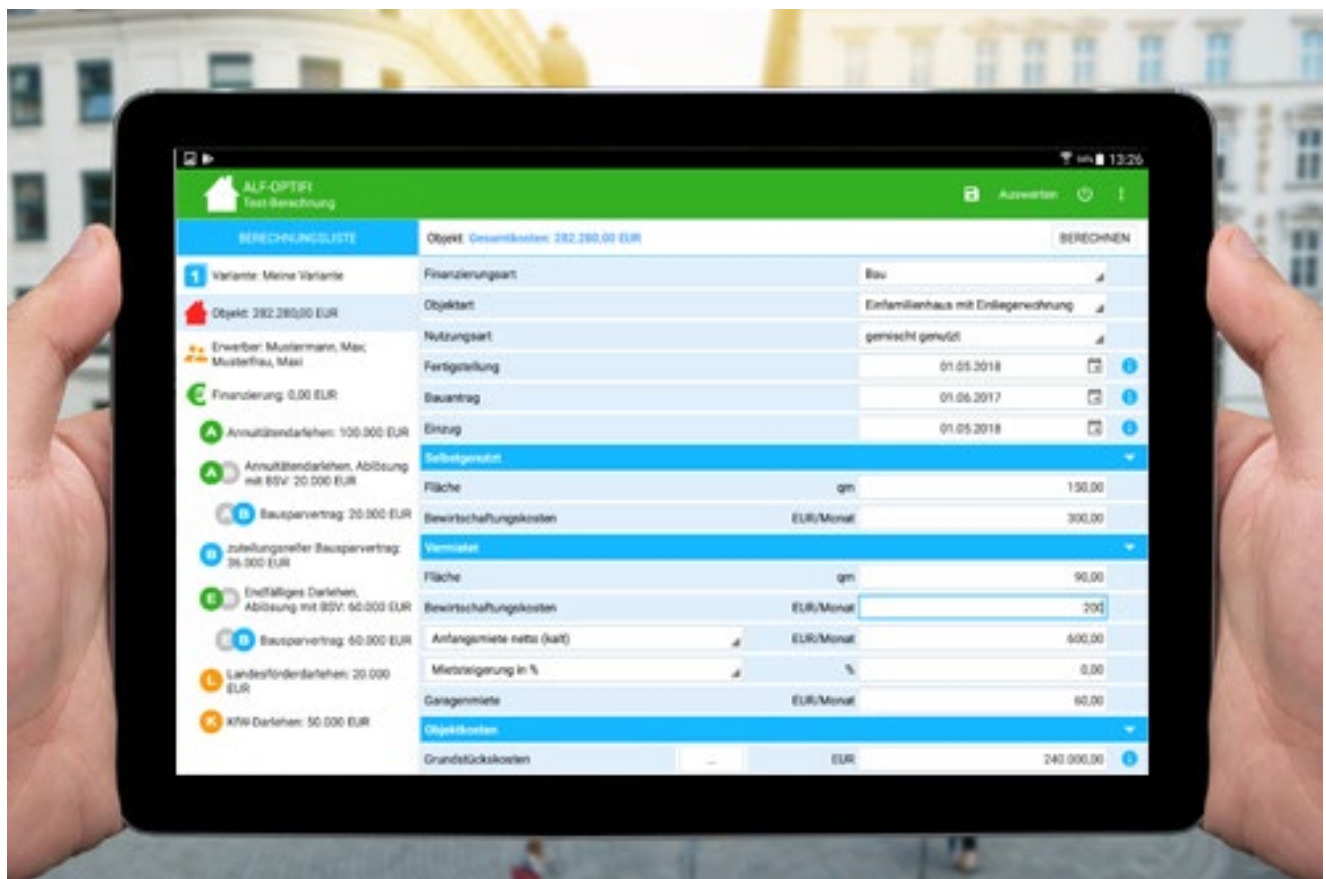 13:26
ALF-OPTIFI
Test-Berechnung
Auswerten
BERECHNUNGSLISTE
Objekt: Gesamtkosten: 282.280,00 EUR
BERECHNEN
1 Variante: Meine Variante
Objekt: 282.280,00 EUR
Erwerber: Mustermann, Max;
Musterfrau, Maxi
Finanzierung: 0,00 EUR
A Annuitätendarlehen: 100.000 EUR
A Annuitätendarlehen, Ablösung
mit BSV: 20.000 EUR
A B Bausparvertrag: 20.000 EUR
B zuteilungsreifer Bausparvertrag:
36.000 EUR
E Endfälliges Darlehen,
Ablösung mit BSV: 60.000 EUR
B Bausparvertrag: 60.000 EUR
L Landesförderdarlehen: 20.000
EUR
K KfW-Darlehen: 50.000 EUR
Finanzierungsart Bau
Objektart Einfamilienhaus mit Einliegerwohnung
Nutzungsart gemischt genutzt
Fertigstellung 01.05.2018
Bauantrag 01.06.2017
Einzug 01.05.2018
Selbstgenutzt
Fläche qm 150,00
Bewirtschaftungskosten EUR/Monat 300,00
Vermietet
Fläche qm 90,00
Bewirtschaftungskosten EUR/Monat 200
Anfangsmiete netto (kalt) EUR/Monat 600,00
Mietsteigerung in % % 0,00
Garagenmiete EUR/Monat 60,00
Objektkosten
Grundstückskosten ... EUR 240.000,00